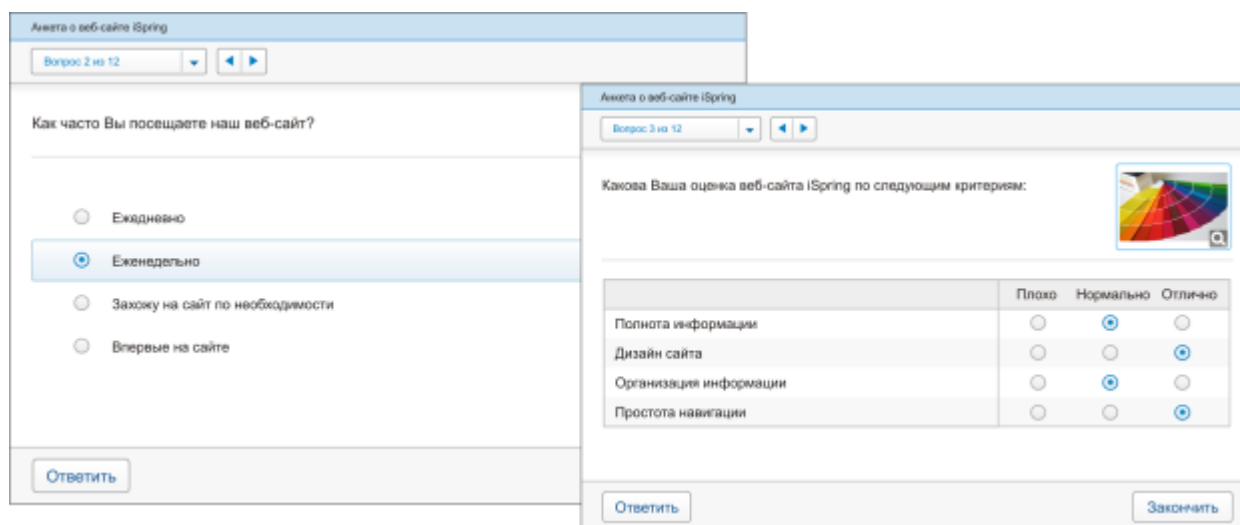 Анкета о веб-сайте iSpring
Вопрос 2 из 12
Как часто Вы посещаете наш веб-сайт?
Ежедневно
Еженедельно
Захожу на сайт по необходимости
Впервые на сайте
Ответить
Анкета о веб-сайте iSpring
Вопрос 3 из 12
Какова Ваша оценка веб-сайта iSpring по следующим критериям:
Плохо Нормально Отлично
Полнота информации
Дизайн сайта
Организация информации
Простота навигации
Ответить Закончить